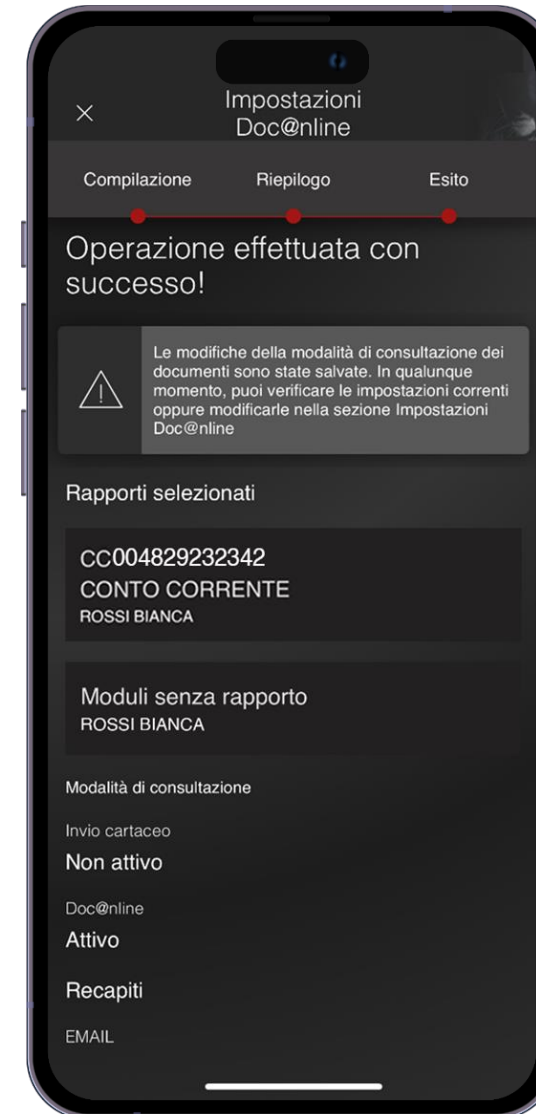 Impostazioni
Doc@nline
Compilazione Riepilogo Esito
Operazione effettuata con
successo!
Le modifiche della modalità di consultazione dei
documenti sono state salvate. In qualunque
momento, puoi verificare le impostazioni correnti
oppure modificarle nella sezione Impostazioni
Doc@nline
Rapporti selezionati
CC004829232342
CONTO CORRENTE
ROSSI BIANCA
Moduli senza rapporto
ROSSI BIANCA
Modalità di consultazione
Invio cartaceo
Non attivo
Doc@nline
Attivo
Recapiti
EMAIL